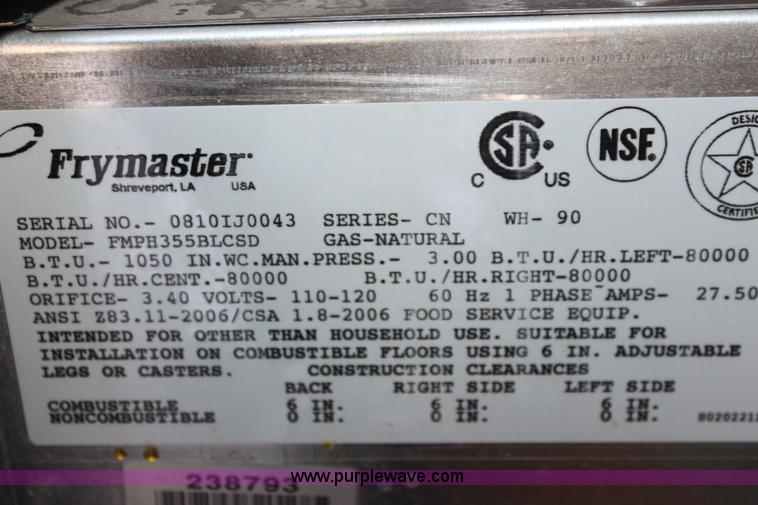 Frymaster
Shreveport, LA USA
CSA C US
NSF.
DESIG
SA
CERTIFIE
SERIAL NO.- 0810IJ0043 SERIES- CN WH- 90
MODEL- FMPH355BLCSD GAS-NATURAL
B.T.U.- 1050 IN.WC.MAN.PRESS.- 3.00 B.T.U./HR.LEFT-80000
B.T.U./HR.CENT.-80000 B.T.U./HR.RIGHT-80000
ORIFICE- 3.40 VOLTS- 110-120 60 Hz 1 PHASE AMPS- 27.50
ANSI Z83.11-2006/CSA 1.8-2006 FOOD SERVICE EQUIP.
INTENDED FOR OTHER THAN HOUSEHOLD USE. SUITABLE FOR
INSTALLATION ON COMBUSTIBLE FLOORS USING 6 IN. ADJUSTABLE
LEGS OR CASTERS. CONSTRUCTION CLEARANCES
BACK RIGHT SIDE LEFT SIDE
COMBUSTIBLE 6 IN. 6 IN. 6 IN.
NONCOMBUSTIBLE 0 IN. 0 IN. 0 IN.
www.purplewave.com
238793